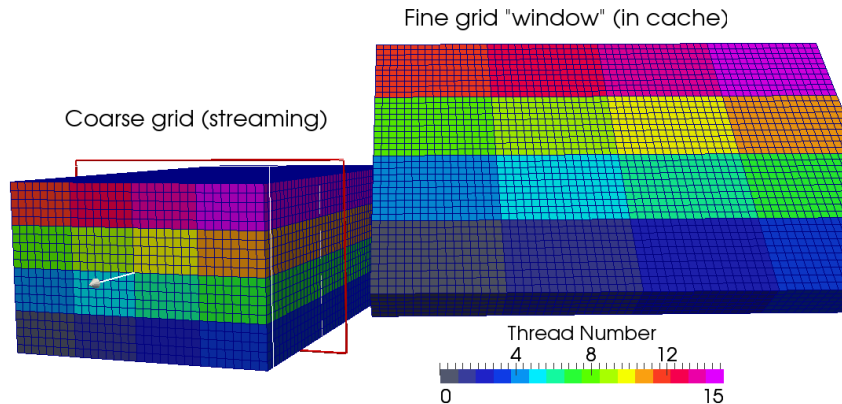 Fine grid "window" (in cache)
Coarse grid (streaming)
Thread Number
4 8 12
0 15